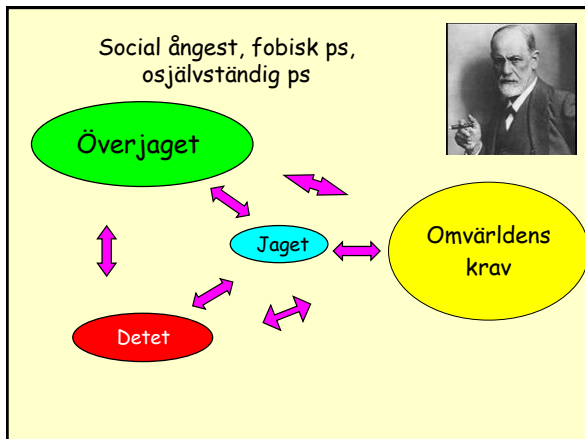 Social ångest, fobisk ps,
osjälvständig ps
Överjaget
Jaget
Omvärldens
krav
Detet